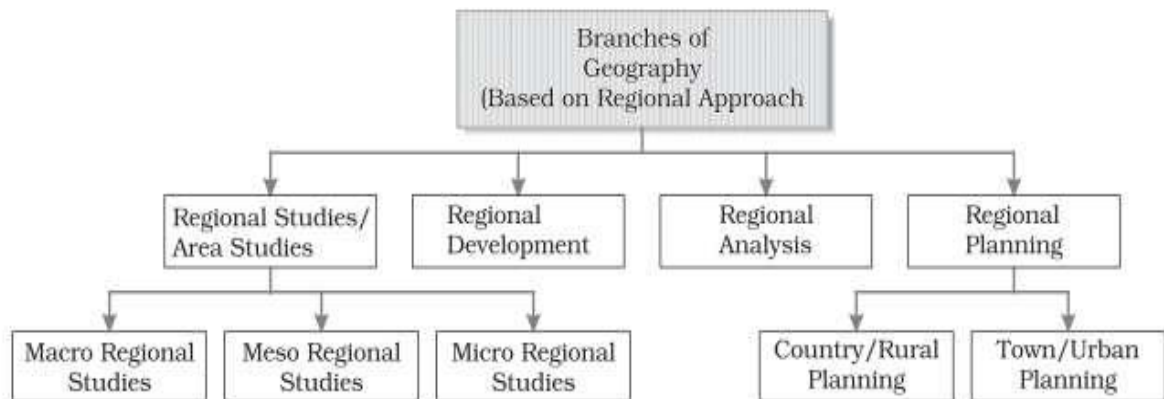 Branches of
Geography
(Based on Regional Approach
Regional Studies/
Area Studies
Regional
Development
Regional
Analysis
Regional
Planning
Macro Regional
Studies
Meso Regional
Studies
Micro Regional
Studies
Country/Rural
Planning
Town/Urban
Planning